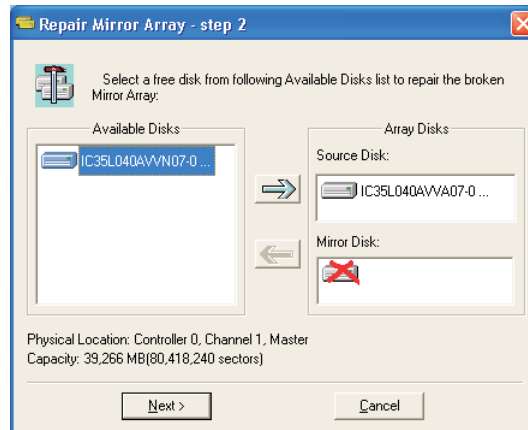 Repair Mirror Array - step 2
Select a free disk from following Available Disks list to repair the broken
Mirror Array:
Available Disks
IC35L040AVVN07-0 ...
Array Disks
Source Disk:
IC35L040AVVA07-0 ...
Mirror Disk:
Physical Location: Controller 0, Channel 1, Master
Capacity: 39,266 MB(80,418,240 sectors)
Next >
Cancel